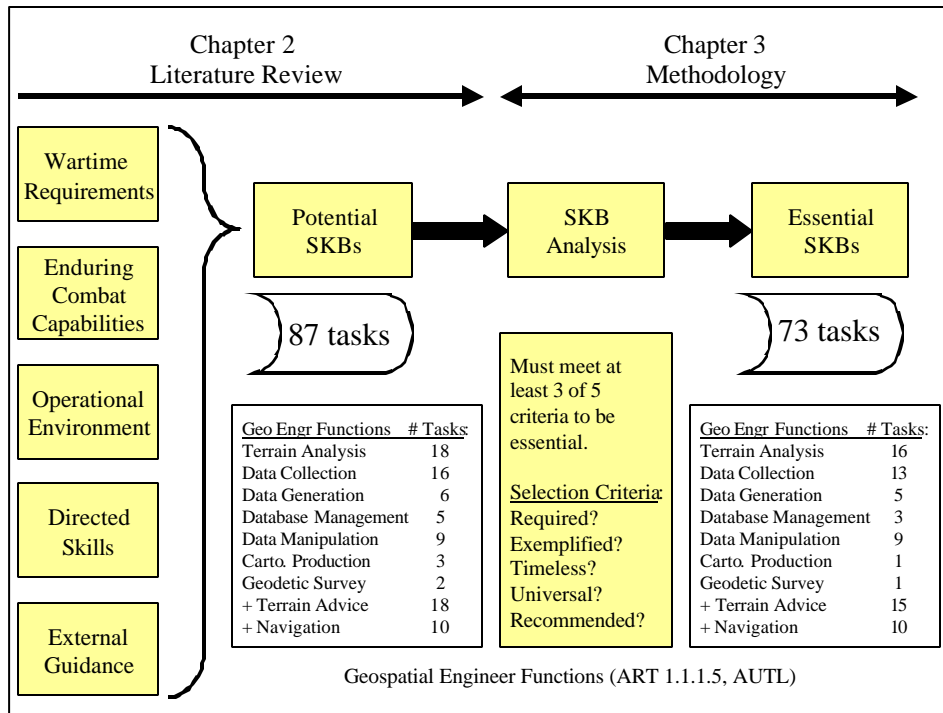 Chapter 2
Literature Review
Chapter 3
Methodology
Wartime
Requirements
Enduring
Combat
Capabilities
Operational
Environment
Directed
Skills
External
Guidance
Potential
SKBs
SKB
Analysis
Essential
SKBs
87 tasks
73 tasks
Geo Engr Functions # Tasks:
Terrain Analysis 18
Data Collection 16
Data Generation 6
Database Management 5
Data Manipulation 9
Carto. Production 3
Geodetic Survey 2
+ Terrain Advice 18
+ Navigation 10
Must meet at
least 3 of 5
criteria to be
essential.
Selection Criteria:
Required?
Exemplified?
Timeless?
Universal?
Recommended?
Geo Engr Functions # Tasks:
Terrain Analysis 16
Data Collection 13
Data Generation 5
Database Management 3
Data Manipulation 9
Carto. Production 1
Geodetic Survey 1
+ Terrain Advice 15
+ Navigation 10
Geospatial Engineer Functions (ART 1.1.1.5, AUTL)